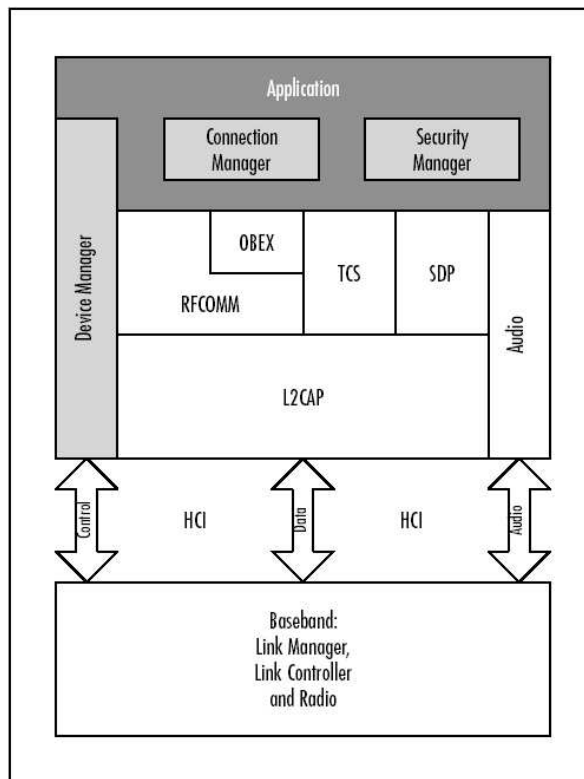 Application
Connection
Manager
Security
Manager
Device Manager
OBEX
RFCOMM
TCS
SDP
Audio
L2CAP
Control
HCI
Data
HCI
Audio
Baseband:
Link Manager,
Link Controller
and Radio